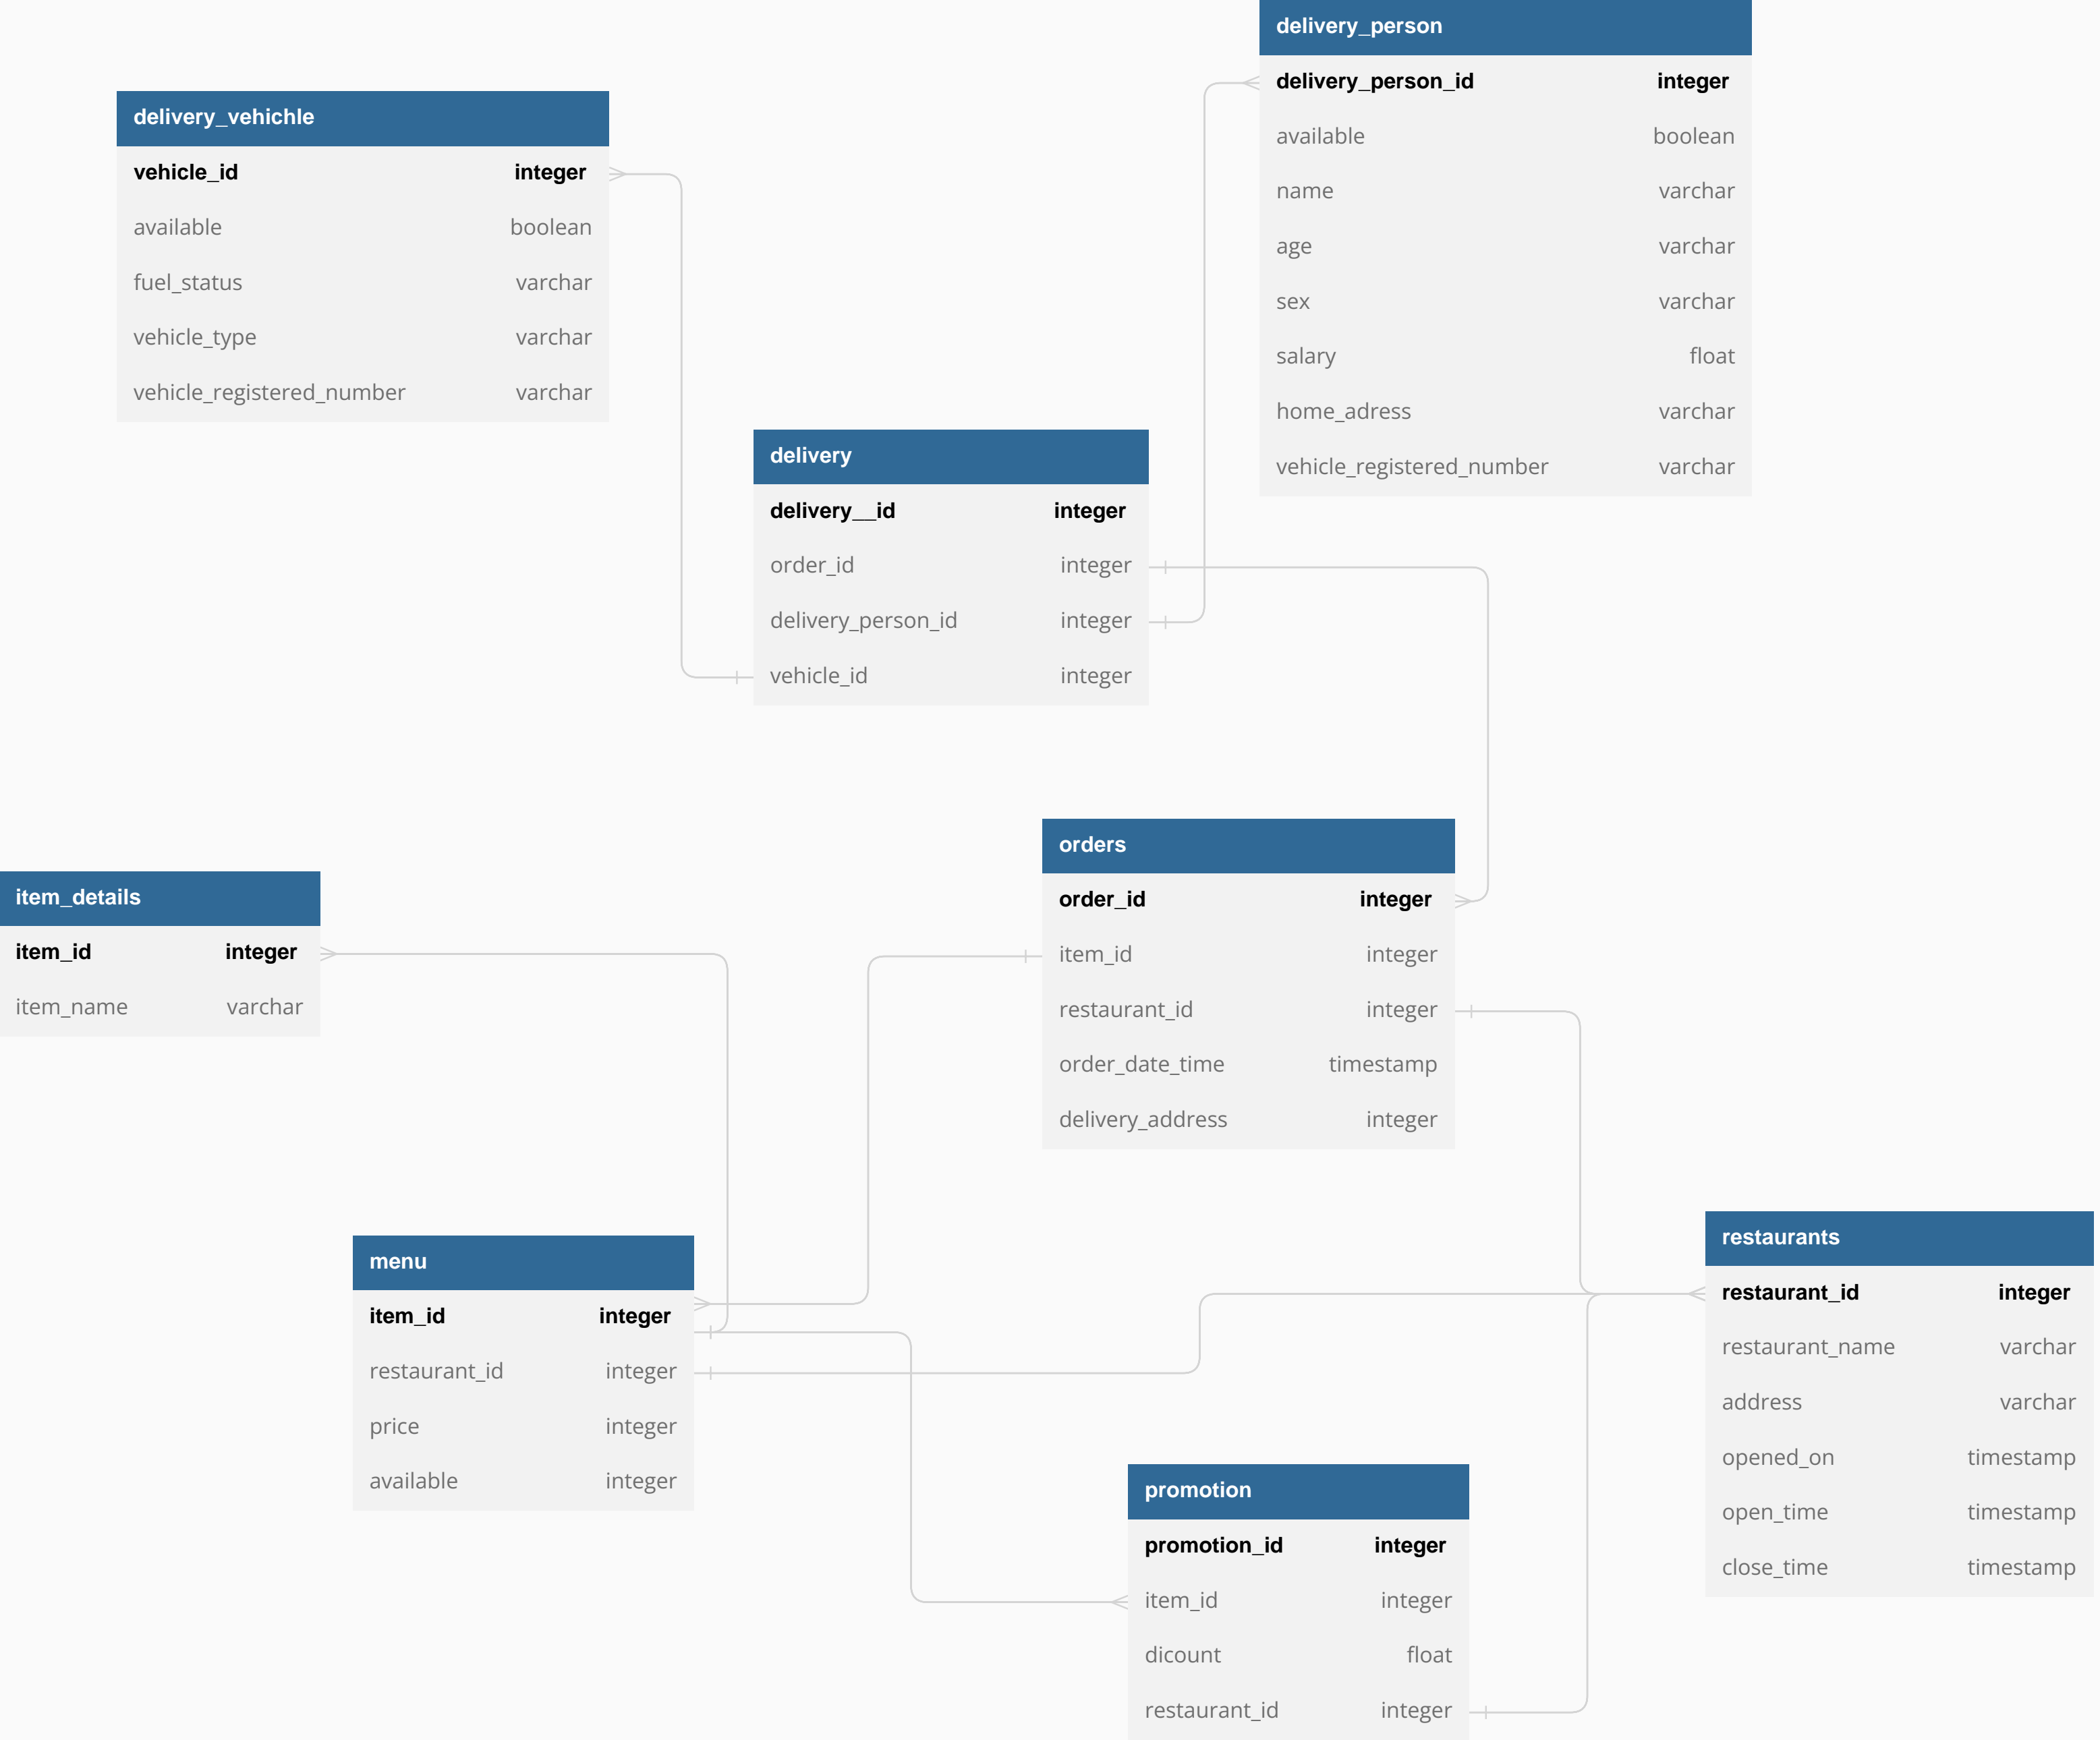 delivery_person
delivery_person_id integer
available boolean
name varchar
age varchar
sex varchar
salary float
home_adress varchar
vehicle_registered_number varchar
delivery_vehichle
vehicle_id integer
available boolean
fuel_status varchar
vehicle_type varchar
vehicle_registered_number varchar
delivery
delivery__id integer
order_id integer
delivery_person_id integer
vehicle_id integer
orders
order_id integer
item_id integer
restaurant_id integer
order_date_time timestamp
delivery_address integer
item_details
item_id integer
item_name varchar
menu
item_id integer
restaurant_id integer
price integer
available integer
restaurants
restaurant_id integer
restaurant_name varchar
address varchar
opened_on timestamp
open_time timestamp
close_time timestamp
promotion
promotion_id integer
item_id integer
dicount float
restaurant_id integer